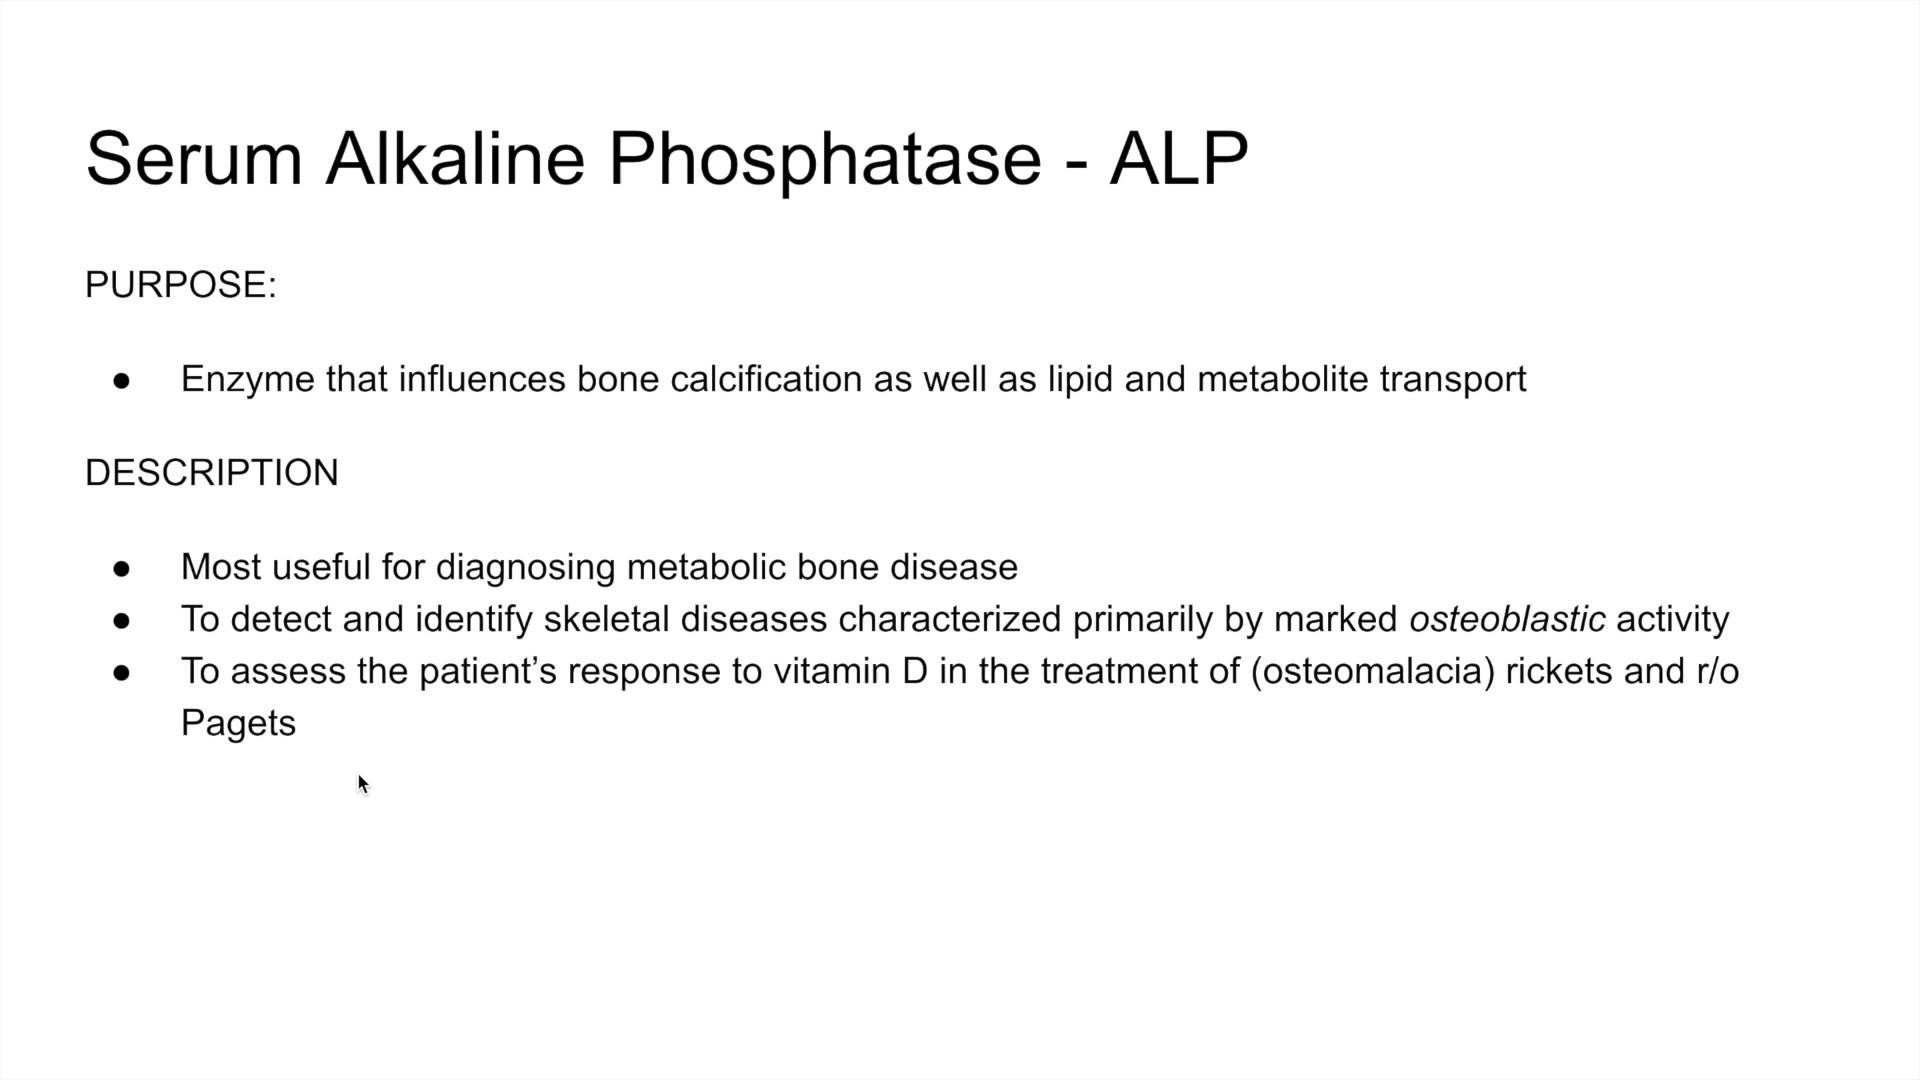 Serum Alkaline Phosphatase - ALP
PURPOSE:
● Enzyme that influences bone calcification as well as lipid and metabolite transport
DESCRIPTION
● Most useful for diagnosing metabolic bone disease
● To detect and identify skeletal diseases characterized primarily by marked osteoblastic activity
● To assess the patient’s response to vitamin D in the treatment of (osteomalacia) rickets and r/o
Pagets